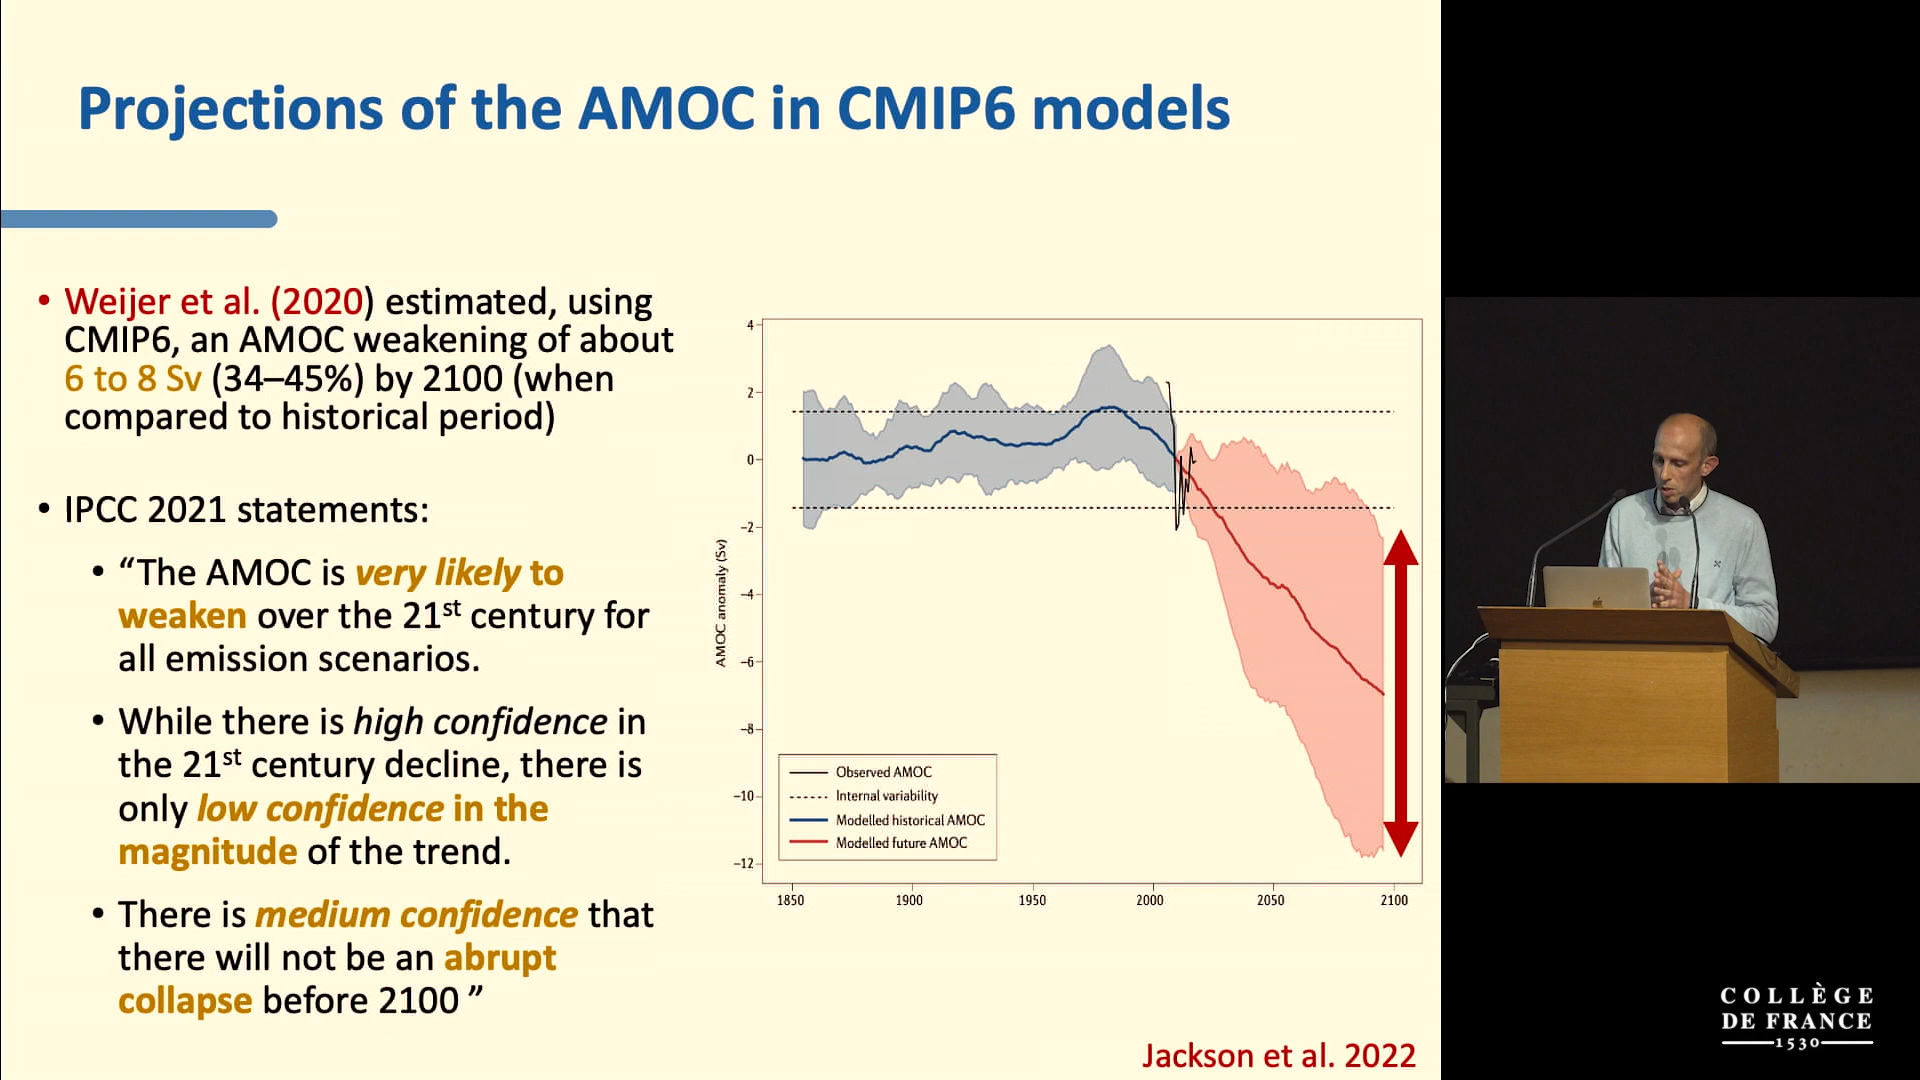 Projections of the AMOC in CMIP6 models
• Weijer et al. (2020) estimated, using
CMIP6, an AMOC weakening of about
6 to 8 Sv (34–45%) by 2100 (when
compared to historical period)
• IPCC 2021 statements:
• “The AMOC is very likely to
weaken over the 21st century for
all emission scenarios.
• While there is high confidence in
the 21st century decline, there is
only low confidence in the
magnitude of the trend.
• There is medium confidence that
there will not be an abrupt
collapse before 2100 ”
AMOC anomaly (Sv)
4
2
0
−2
−4
−6
−8
−10
−12
Observed AMOC
Internal variability
Modelled historical AMOC
Modelled future AMOC
1850
1900
1950
2000
2050
2100
Jackson et al. 2022
COLLÈGE
DE FRANCE
1530